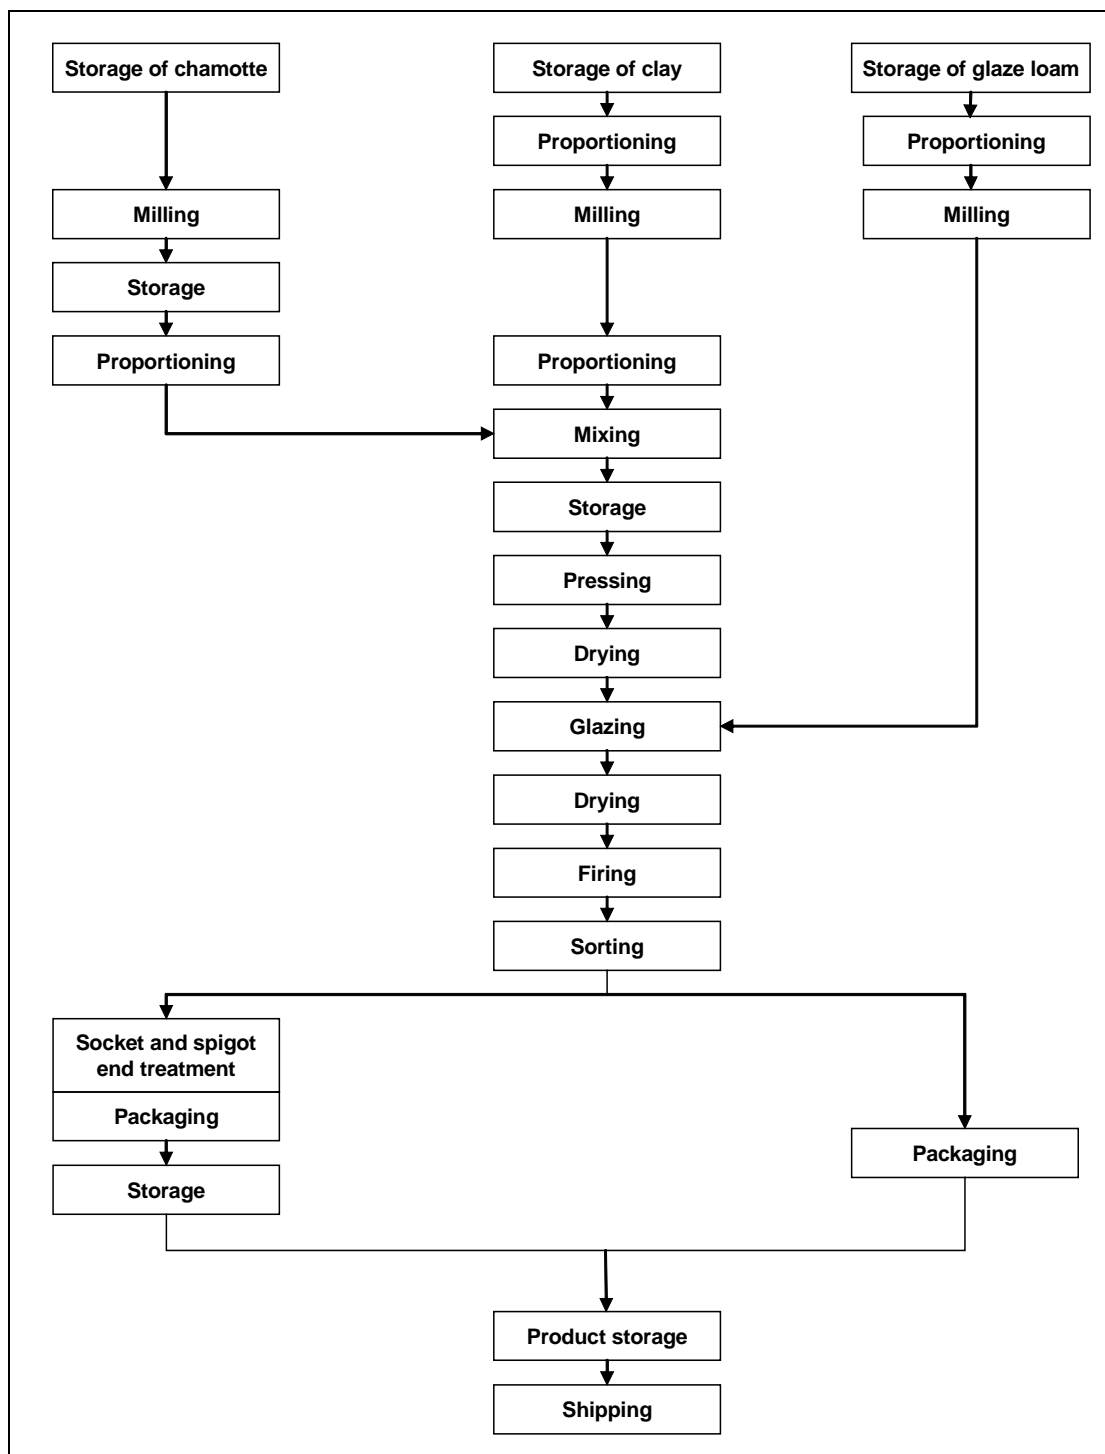 Storage of chamotte
Storage of clay
Storage of glaze loam
Proportioning
Proportioning
Milling
Milling
Milling
Storage
Proportioning
Proportioning
Mixing
Storage
Pressing
Drying
Glazing
Drying
Firing
Sorting
Socket and spigot
end treatment
Packaging
Packaging
Storage
Product storage
Shipping